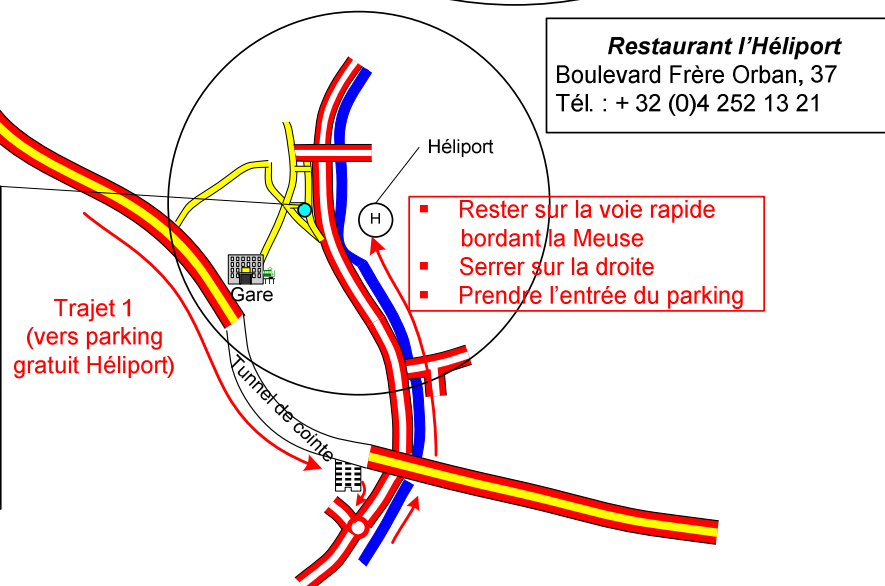 Restaurant l’Héliport
Boulevard Frère Orban, 37
Tél. : + 32 (0)4 252 13 21
Héliport
H
▪ Rester sur la voie rapide
bordant la Meuse
▪ Serrer sur la droite
▪ Prendre l’entrée du parking
Gare
Trajet 1
(vers parking
gratuit Héliport)
Tunnel de cointe